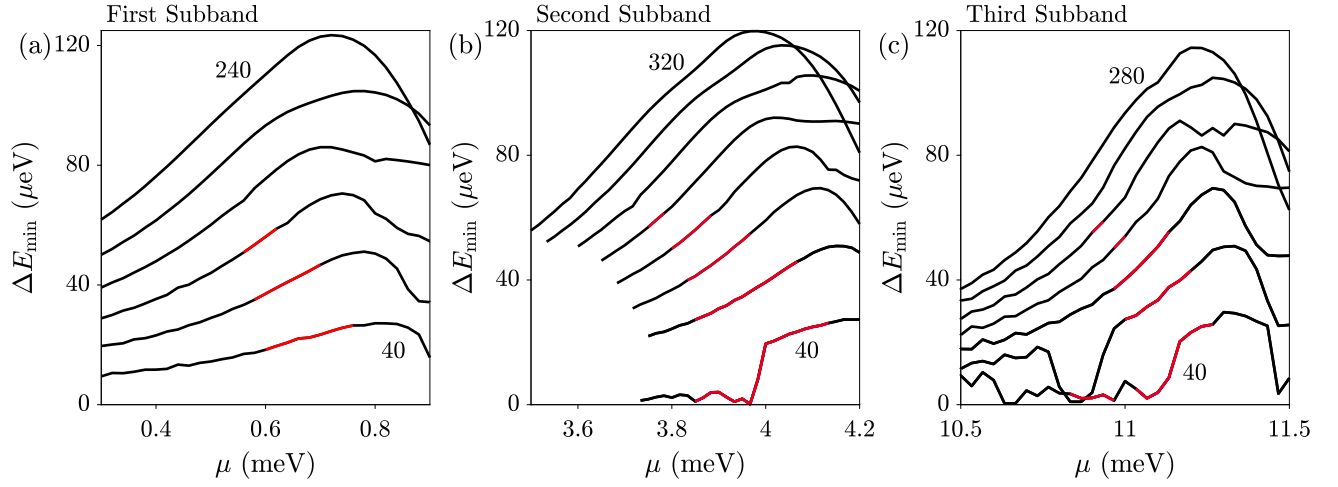 First Subband
(a)
120
80
40
0
ΔE_min (μeV)
240
40
0.4
0.6
0.8
μ (meV)
Second Subband
(b)
120
80
40
0
ΔE_min (μeV)
320
40
3.6
3.8
4
4.2
μ (meV)
Third Subband
(c)
120
80
40
0
ΔE_min (μeV)
280
40
10.5
11
11.5
μ (meV)